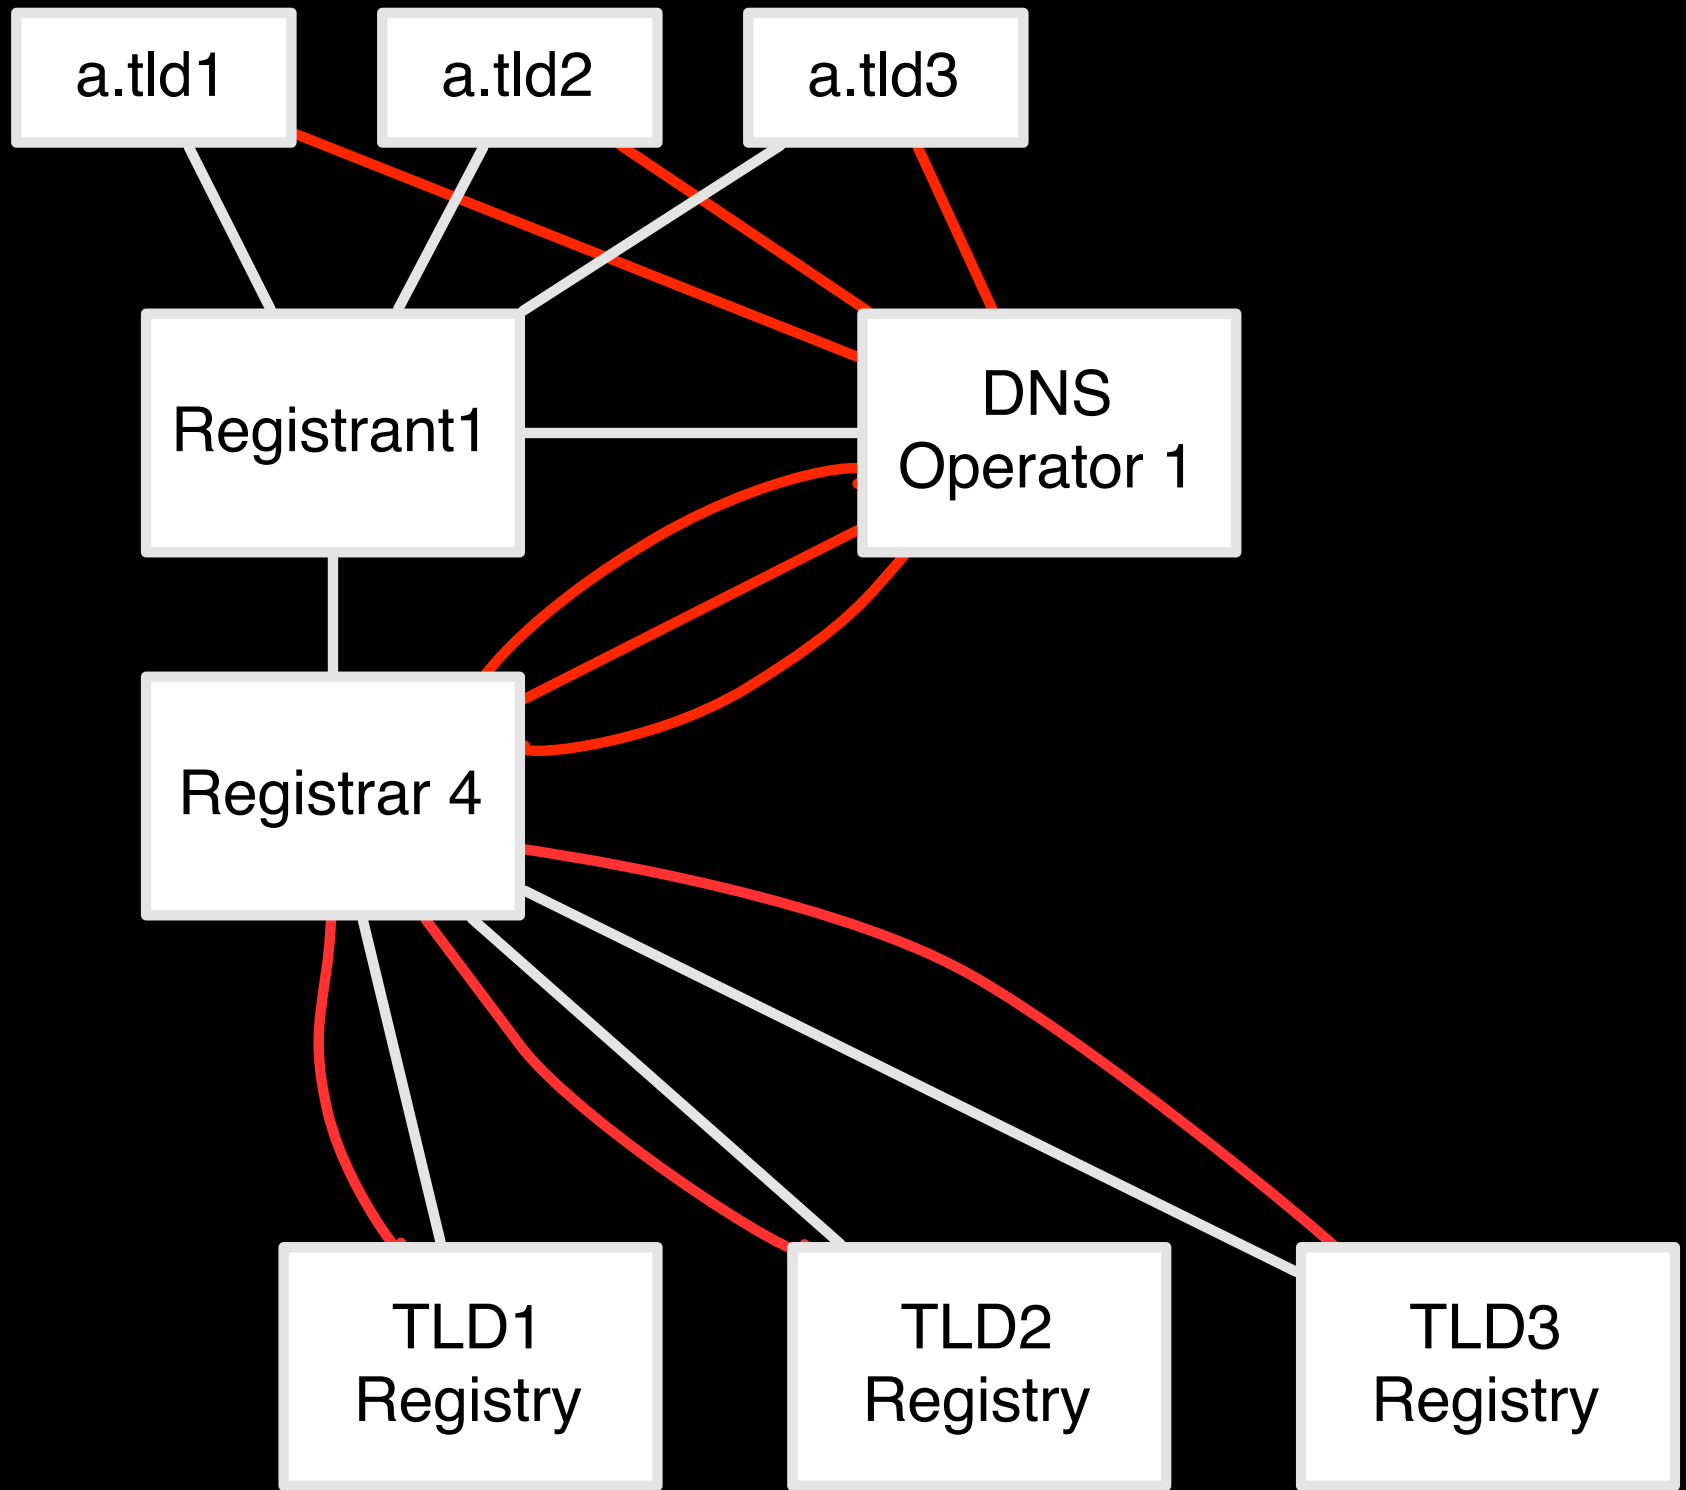 a.tld1
a.tld2
a.tld3
Registrant1
DNS
Operator 1
Registrar 4
TLD1
Registry
TLD2
Registry
TLD3
Registry